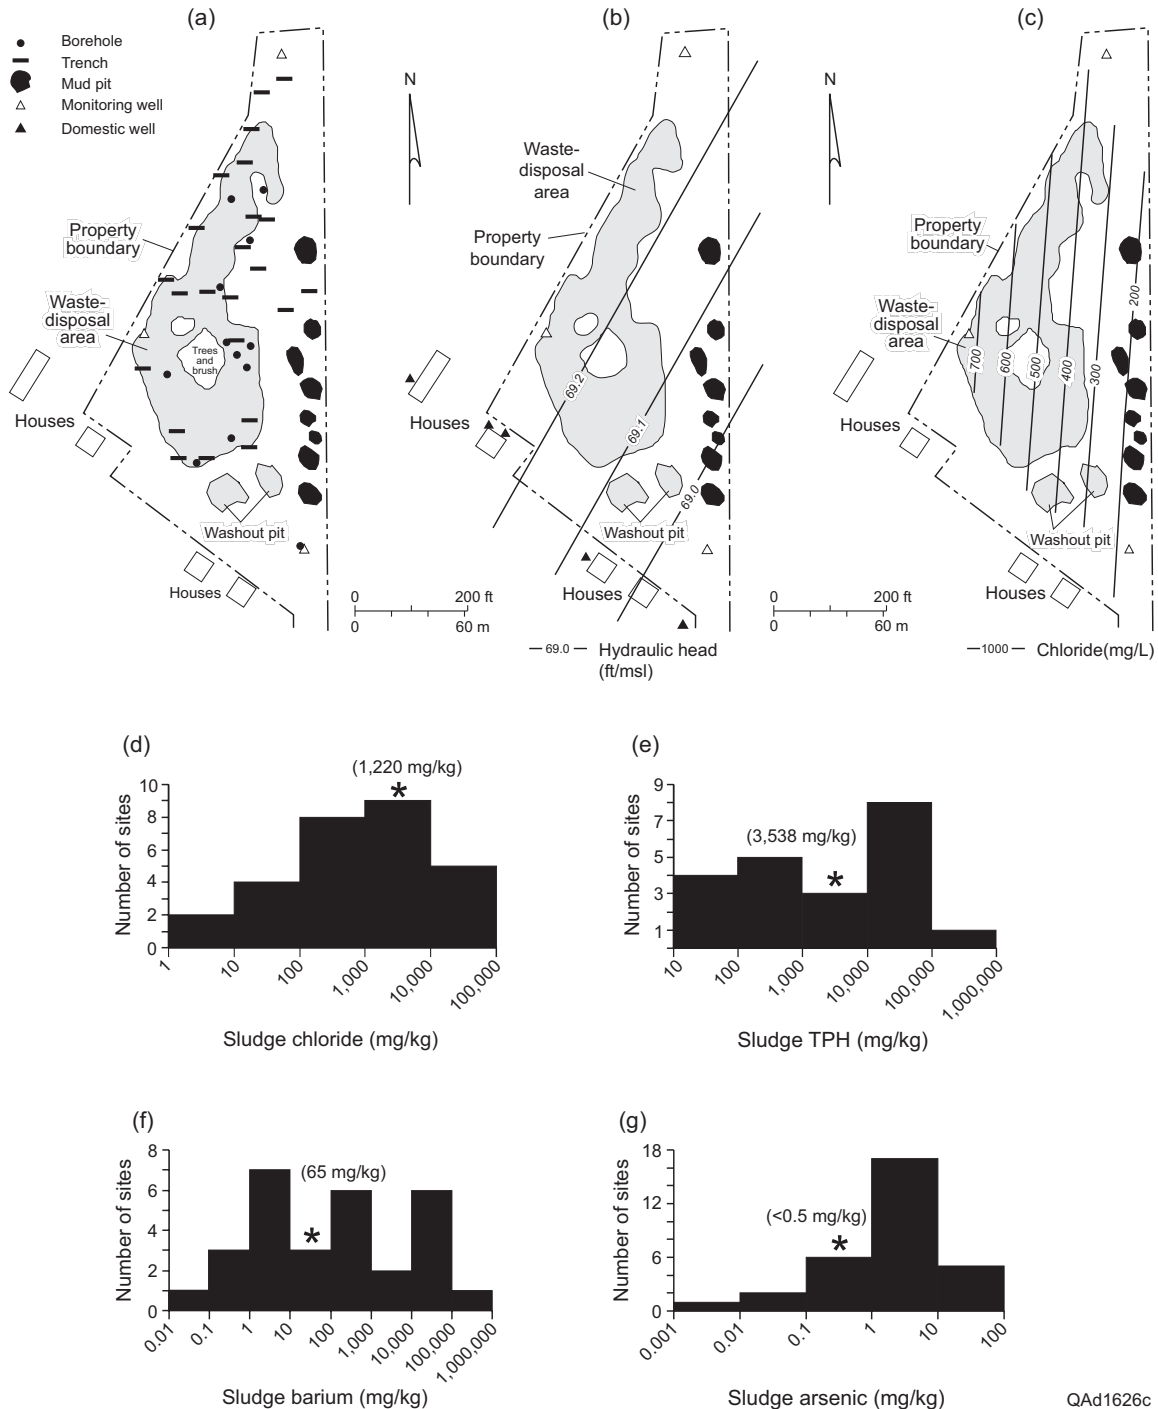 (a)
Borehole
Trench
Mud pit
Monitoring well
Domestic well
Property
boundary
Waste-
disposal
area
Trees
and
brush
Houses
Washout pit
Houses
(b)
N
Waste-
disposal
area
Property
boundary
69.2
69.1
69.0
Houses
Washout pit
Houses
0 200 ft
0 60 m
69.0 Hydraulic head
(ft/msl)
(c)
N
Property
boundary
Waste-
disposal
area
700
600
500
400
300
200
Houses
Washout pit
Houses
0 200 ft
0 60 m
1000 Chloride(mg/L)
(d)
(1,220 mg/kg)
*
Number of sites
10
8
6
4
2
0
1 10 100 1,000 10,000 100,000
Sludge chloride (mg/kg)
(e)
(3,538 mg/kg)
*
Number of sites
9
7
5
3
1
10 100 1,000 10,000 100,000 1,000,000
Sludge TPH (mg/kg)
(f)
(65 mg/kg)
*
Number of sites
8
6
4
2
0
0.01 0.1 1 10 100 1,000 10,000 100,000 1,000,000
Sludge barium (mg/kg)
(g)
(<0.5 mg/kg)
*
Number of sites
18
12
6
0
0.001 0.01 0.1 1 10 100
Sludge arsenic (mg/kg)
QAd1626c